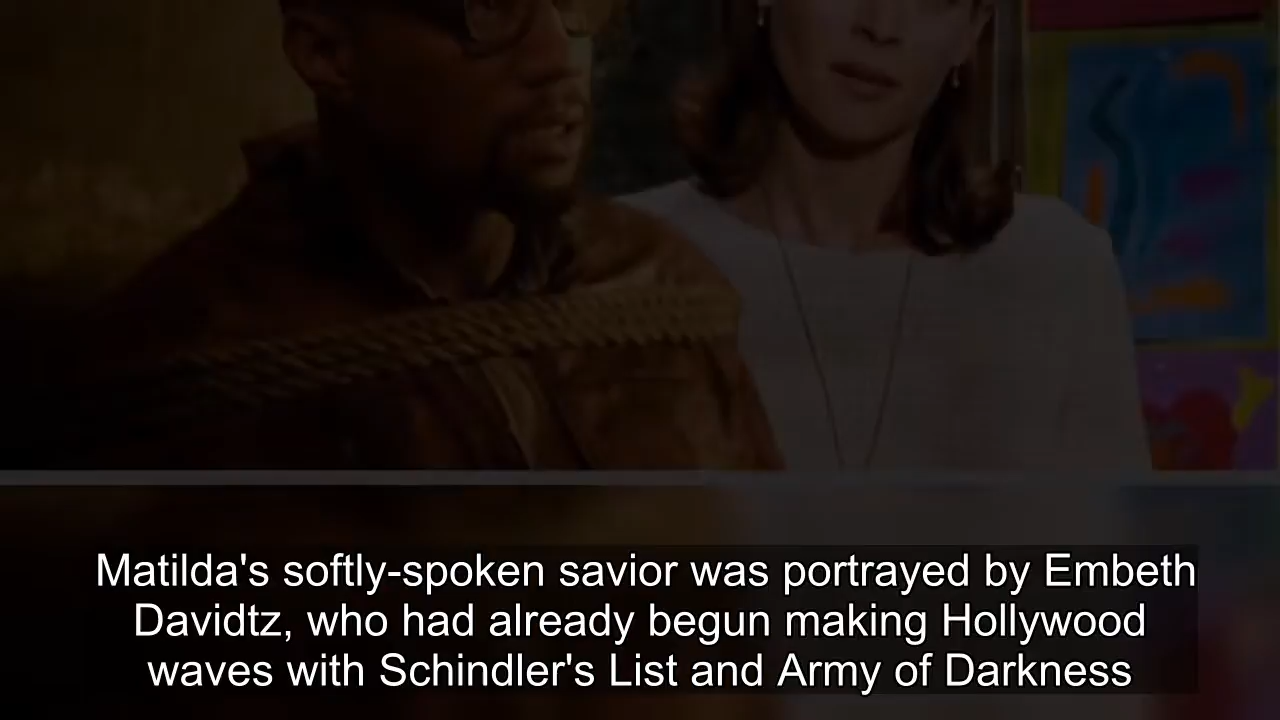 Matilda's softly-spoken savior was portrayed by Embeth
Davidtz, who had already begun making Hollywood
waves with Schindler's List and Army of Darkness